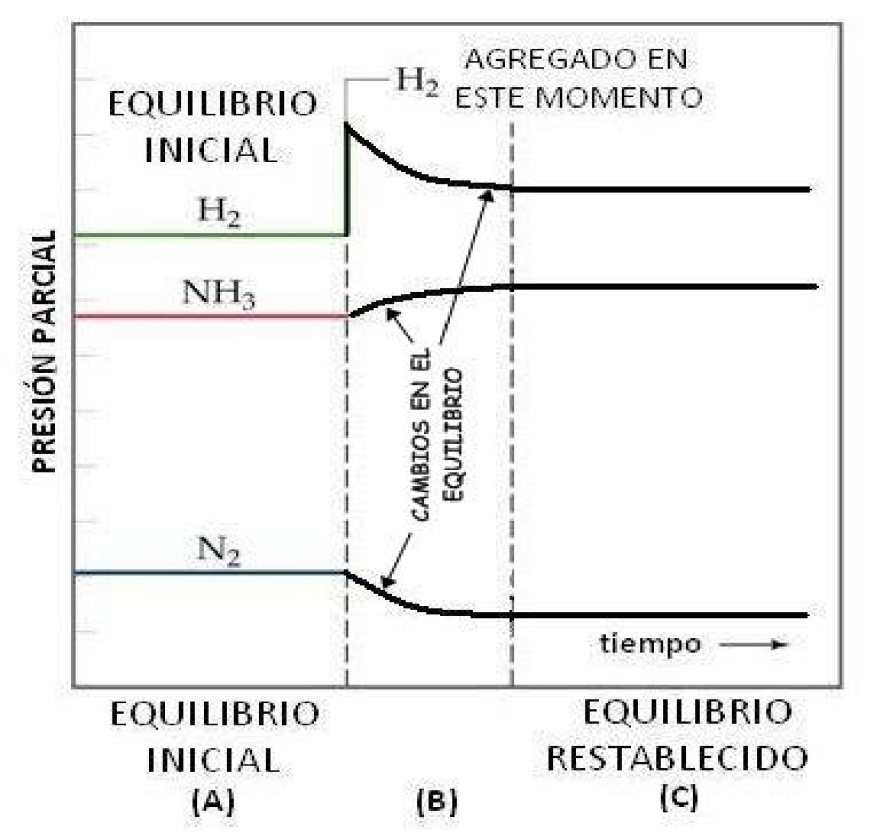 AGREGADO EN
H₂ ESTE MOMENTO
EQUILIBRIO
INICIAL
H₂
NH₃
PRESIÓN PARCIAL
CAMBIOS EN EL
EQUILIBRIO
N₂
tiempo
EQUILIBRIO
INICIAL
(A)
(B)
EQUILIBRIO
RESTABLECIDO
(C)